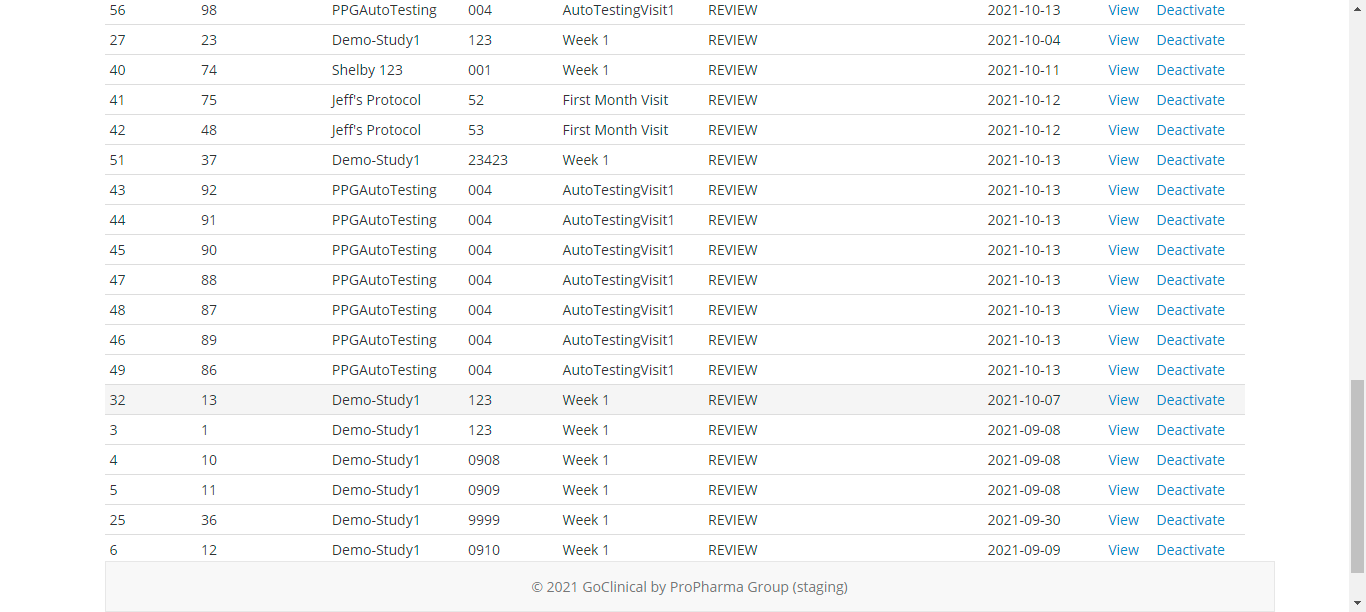 56 98 PPGAutoTesting 004 AutoTestingVisit1 REVIEW 2021-10-13 View Deactivate
27 23 Demo-Study1 123 Week 1 REVIEW 2021-10-04 View Deactivate
40 74 Shelby 123 001 Week 1 REVIEW 2021-10-11 View Deactivate
41 75 Jeff's Protocol 52 First Month Visit REVIEW 2021-10-12 View Deactivate
42 48 Jeff's Protocol 53 First Month Visit REVIEW 2021-10-12 View Deactivate
51 37 Demo-Study1 23423 Week 1 REVIEW 2021-10-13 View Deactivate
43 92 PPGAutoTesting 004 AutoTestingVisit1 REVIEW 2021-10-13 View Deactivate
44 91 PPGAutoTesting 004 AutoTestingVisit1 REVIEW 2021-10-13 View Deactivate
45 90 PPGAutoTesting 004 AutoTestingVisit1 REVIEW 2021-10-13 View Deactivate
47 88 PPGAutoTesting 004 AutoTestingVisit1 REVIEW 2021-10-13 View Deactivate
48 87 PPGAutoTesting 004 AutoTestingVisit1 REVIEW 2021-10-13 View Deactivate
46 89 PPGAutoTesting 004 AutoTestingVisit1 REVIEW 2021-10-13 View Deactivate
49 86 PPGAutoTesting 004 AutoTestingVisit1 REVIEW 2021-10-13 View Deactivate
32 13 Demo-Study1 123 Week 1 REVIEW 2021-10-07 View Deactivate
3 1 Demo-Study1 123 Week 1 REVIEW 2021-09-08 View Deactivate
4 10 Demo-Study1 0908 Week 1 REVIEW 2021-09-08 View Deactivate
5 11 Demo-Study1 0909 Week 1 REVIEW 2021-09-08 View Deactivate
25 36 Demo-Study1 9999 Week 1 REVIEW 2021-09-30 View Deactivate
6 12 Demo-Study1 0910 Week 1 REVIEW 2021-09-09 View Deactivate
© 2021 GoClinical by ProPharma Group (staging)